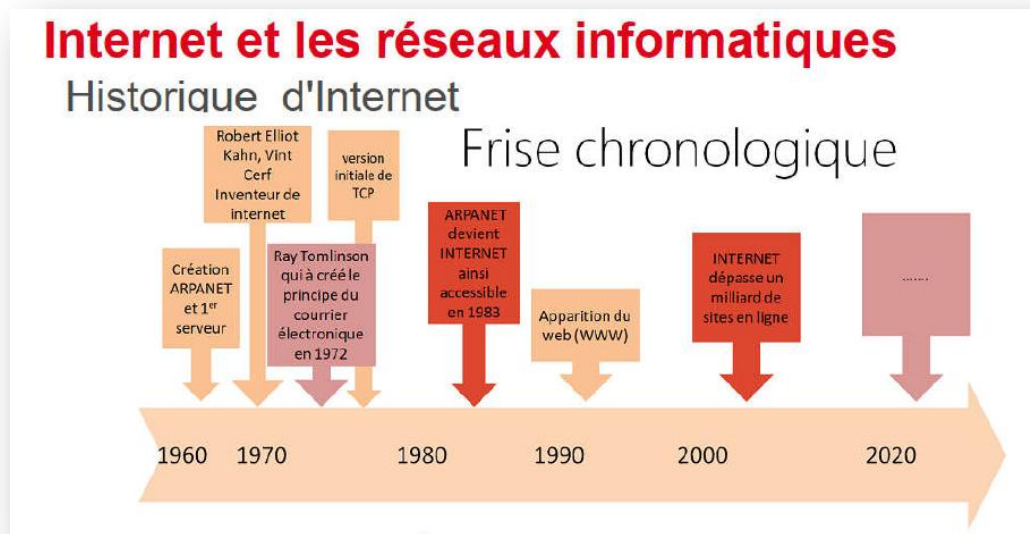 Internet et les réseaux informatiques
Historique d'Internet
Frise chronologique
Création
ARPANET
et 1er
serveur
Robert Elliot
Kahn, Vint
Cerf
Inventeur de
internet
Ray Tomlinson
qui à créé le
principe du
courrier
électronique
en 1972
version
initiale de
TCP
ARPANET
devient
INTERNET
ainsi
accessible
en 1983
Apparition du
web (WWW)
INTERNET
dépasse un
milliard de
sites en ligne
.......
1960 1970 1980 1990 2000 2020